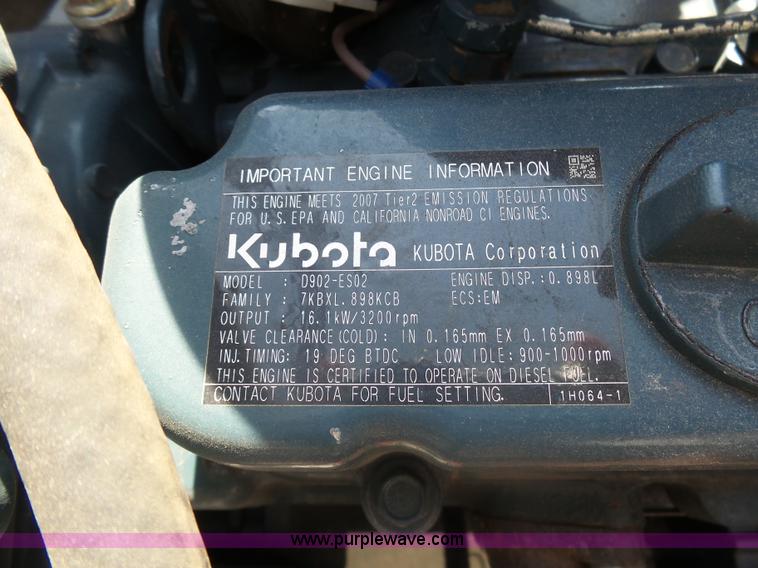 IMPORTANT ENGINE INFORMATION
THIS ENGINE MEETS 2007 Tier2 EMISSION REGULATIONS
FOR U.S. EPA AND CALIFORNIA NONROAD CI ENGINES.
Kubota KUBOTA Corporation
MODEL : D902-ES02 ENGINE DISP.:0.898L
FAMILY : 7KBXL.898KCB ECS:EM
OUTPUT : 16.1kW/3200rpm
VALVE CLEARANCE(COLD): IN 0.165mm EX 0.165mm
INJ.TIMING: 19 DEG BTDC LOW IDLE:900-1000rpm
THIS ENGINE IS CERTIFIED TO OPERATE ON DIESEL FUEL.
CONTACT KUBOTA FOR FUEL SETTING. 1H064-1
www.purplewave.com